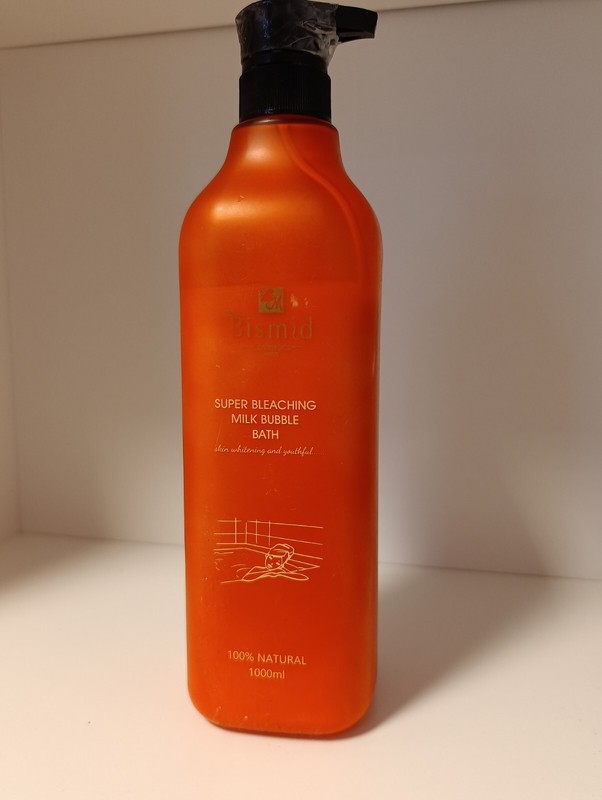 Bismid
SUPER BLEACHING
MILK BUBBLE
BATH
skin whitening and youthful...
100% NATURAL
1000ml